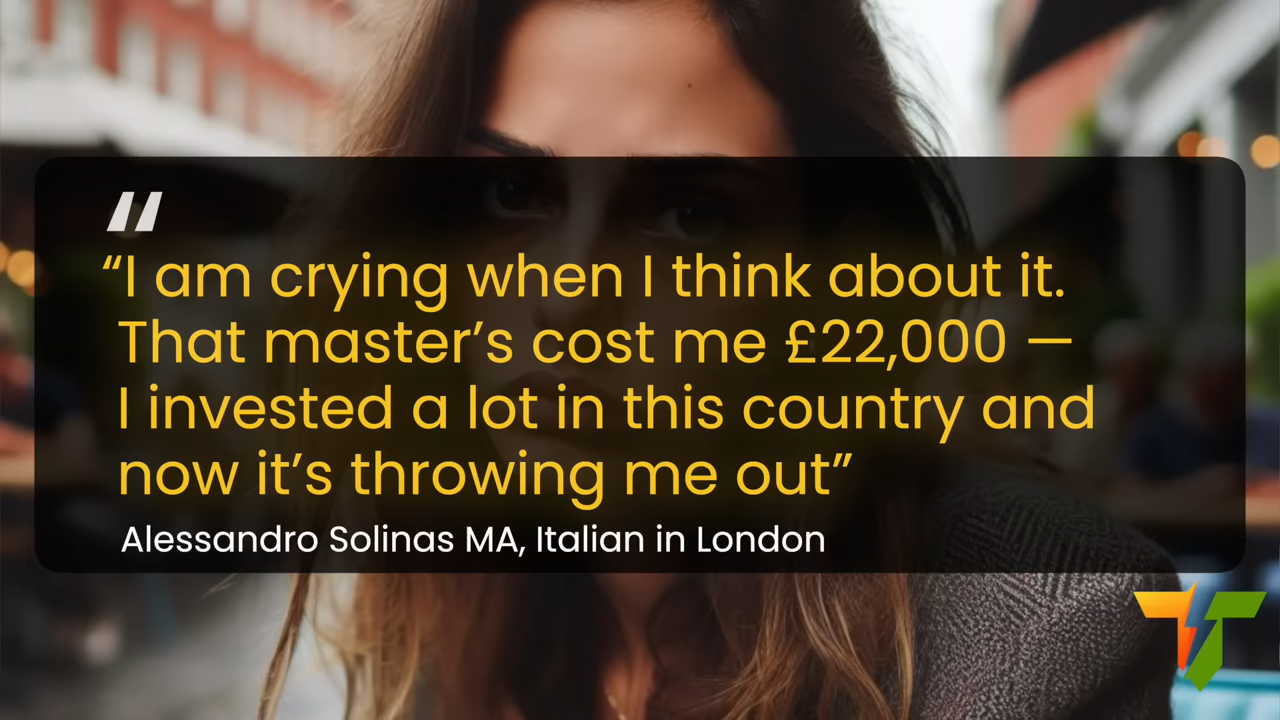 “I am crying when I think about it.
That master’s cost me £22,000 —
I invested a lot in this country and
now it’s throwing me out”
Alessandro Solinas MA, Italian in London